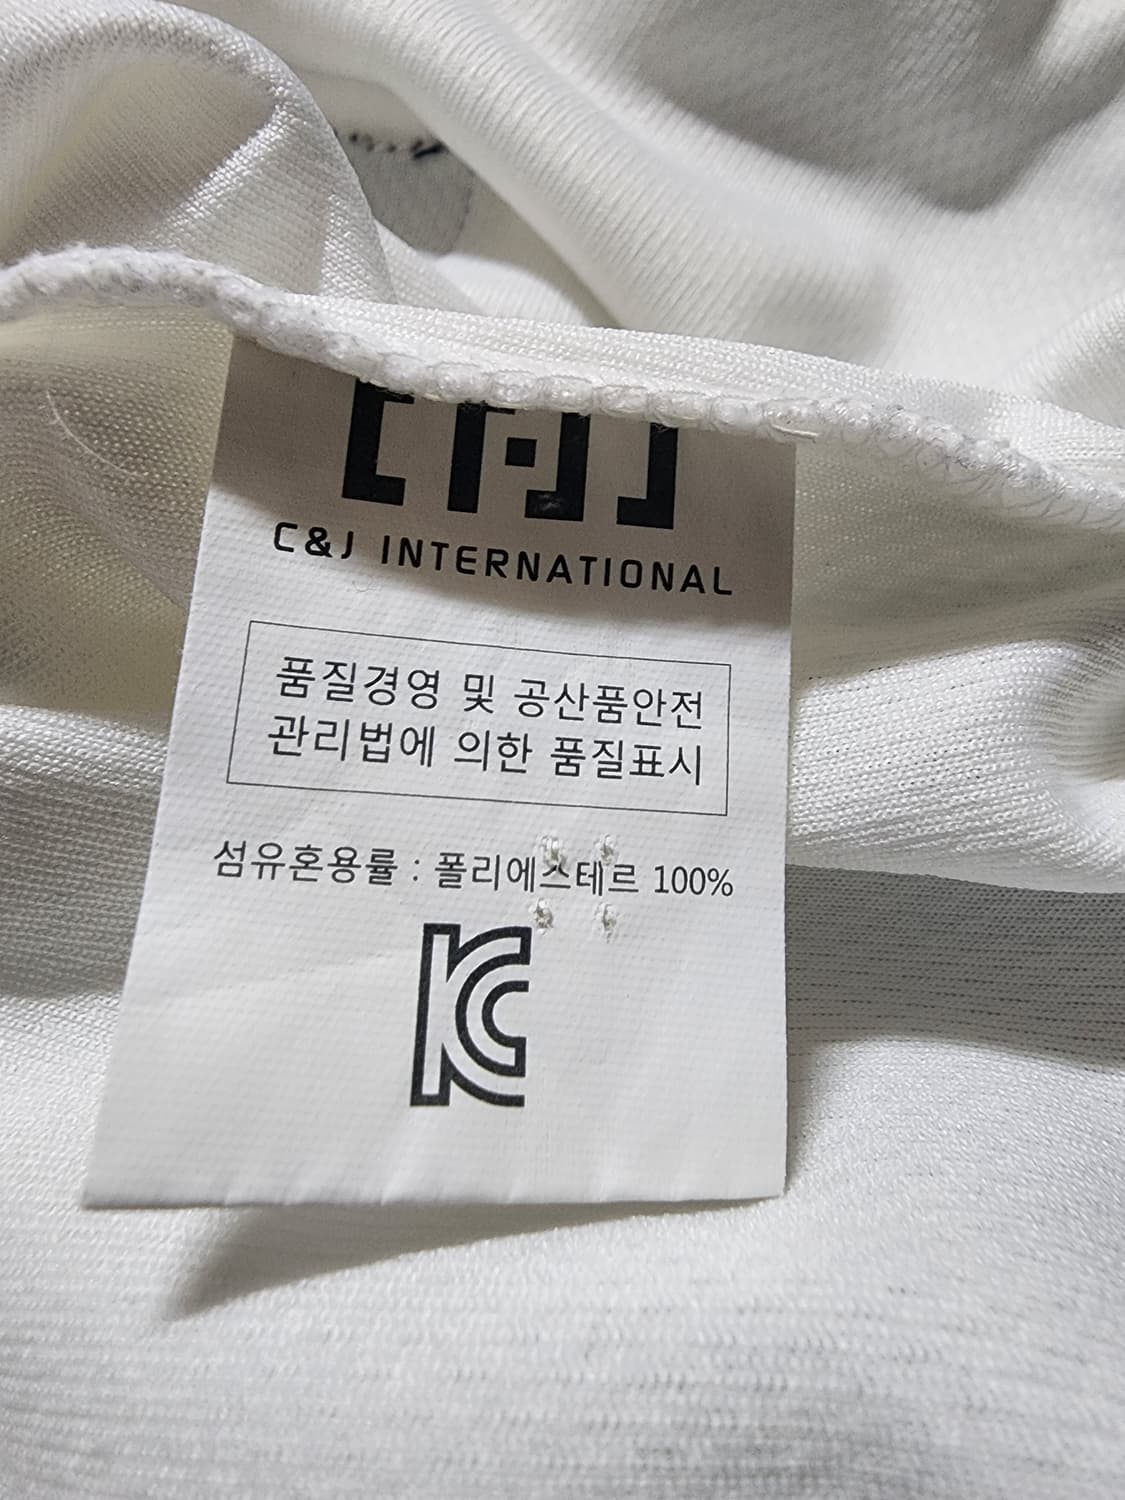 C&J INTERNATIONAL
품질경영 및 공산품안전
관리법에 의한 품질표시
섬유혼용률 : 폴리에스테르 100%
KC